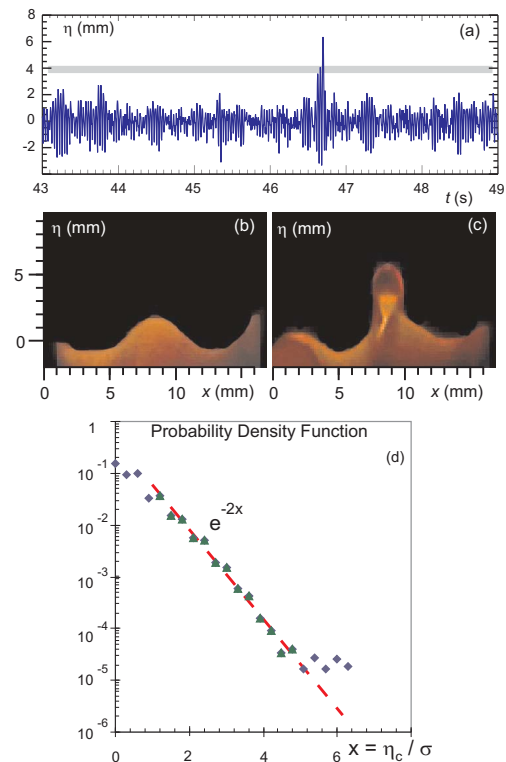 η (mm)
(a)
6
4
2
0
-2
43 44 45 46 47 48 49
t (s)
η (mm) (b)
η (mm) (c)
5
0
0 5 10 x (mm)
0 5 10 x (mm)
Probability Density Function
(d)
e^-2x
1
10^-1
10^-2
10^-3
10^-4
10^-5
10^-6
0 2 4 6 x = η_c / σ